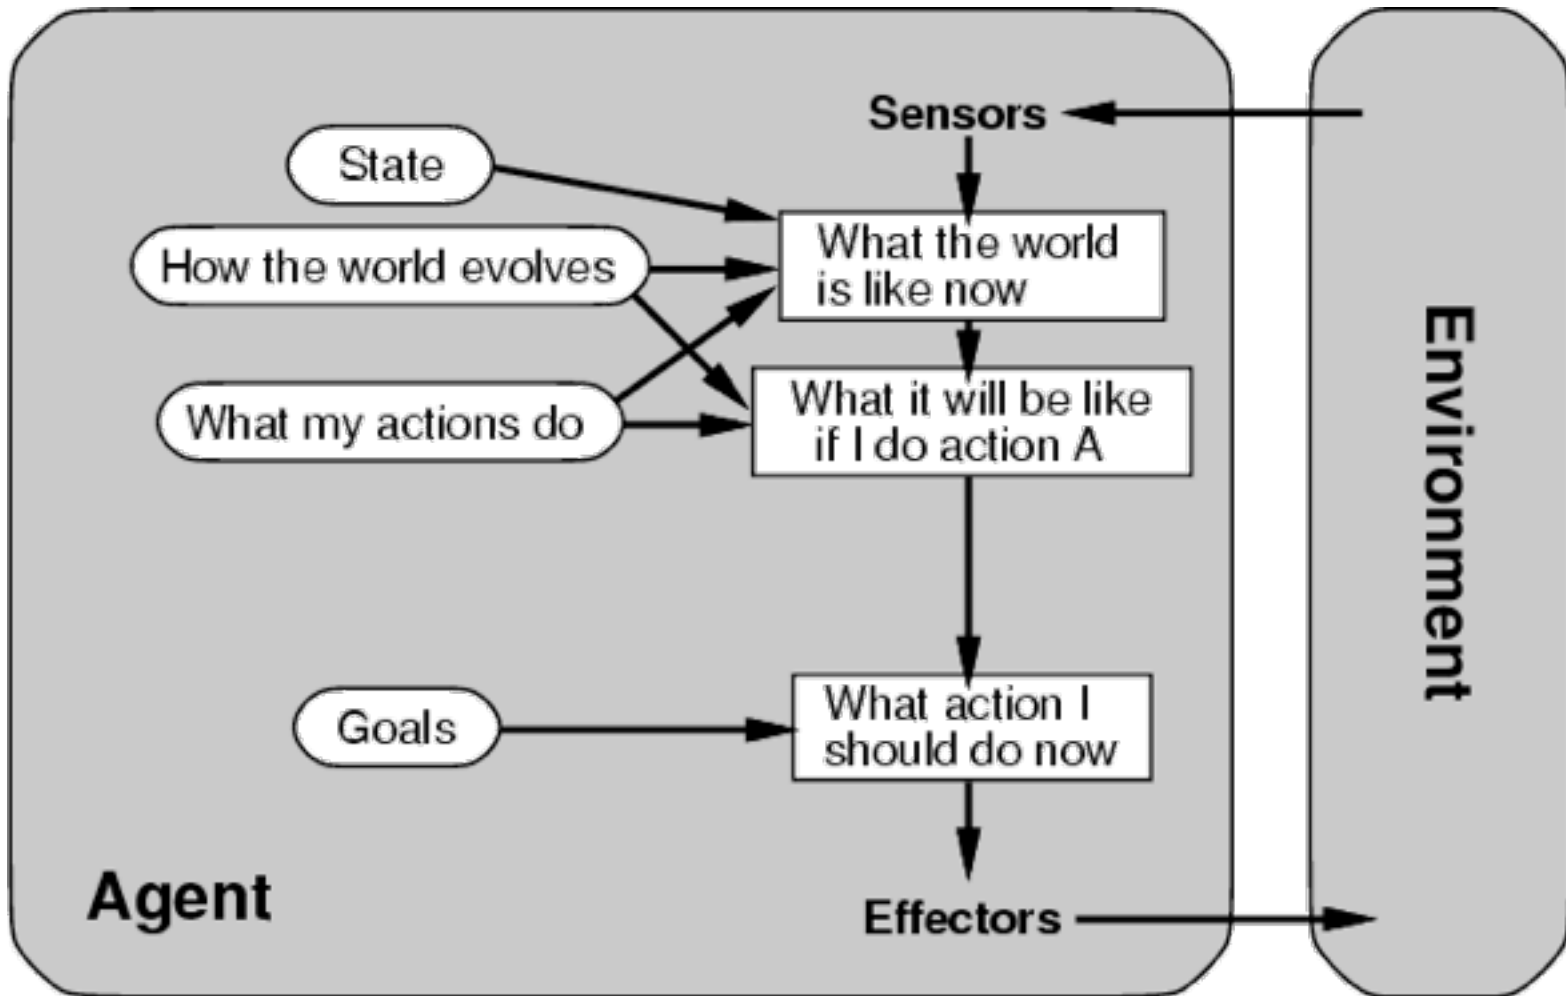 Sensors
State
What the world
is like now
How the world evolves
What it will be like
if I do action A
What my actions do
Environment
What action I
should do now
Goals
Agent
Effectors